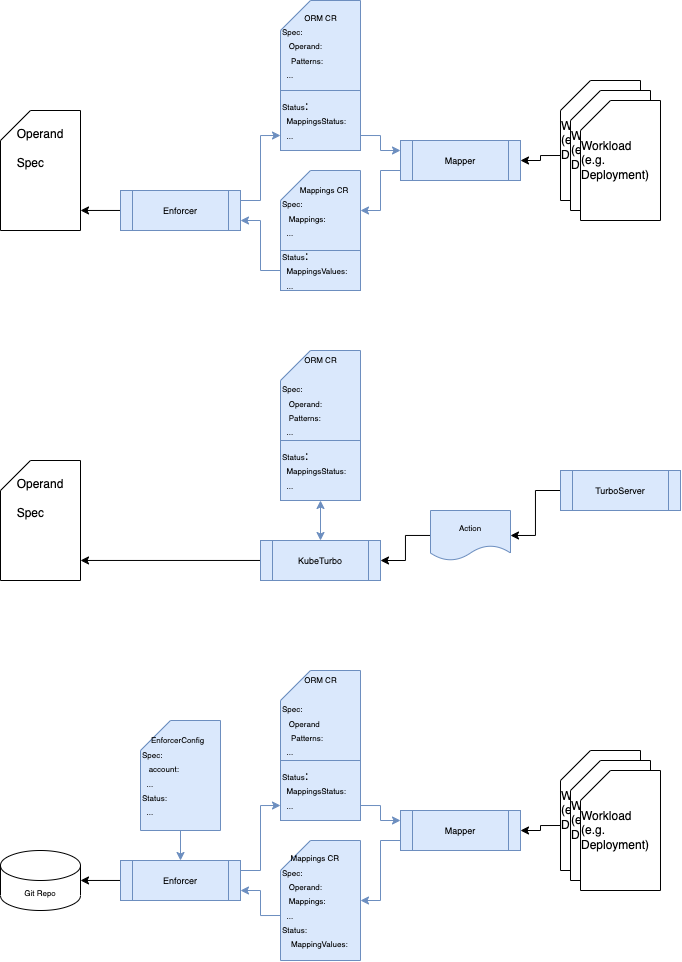 ORM CR
Spec:
Operand:
Patterns:
...
Status:
MappingsStatus:
...
Operand
Spec
Enforcer
Mappings CR
Spec:
Mappings:
...
Status:
MappingsValues:
...
Mapper
W
(e
D
W
(e
D
Workload
(e.g.
Deployment)
ORM CR
Spec:
Operand:
Patterns:
...
Status:
MappingsStatus:
...
Operand
Spec
KubeTurbo
Action
TurboServer
ORM CR
Spec:
Operand
Patterns:
...
Status:
MappingsStatus:
...
EnforcerConfig
Spec:
account:
...
Status:
...
Git Repo
Enforcer
Mappings CR
Spec:
Operand:
Mappings:
...
Status:
MappingValues:
Mapper
W
(e
D
W
(e
D
Workload
(e.g.
Deployment)